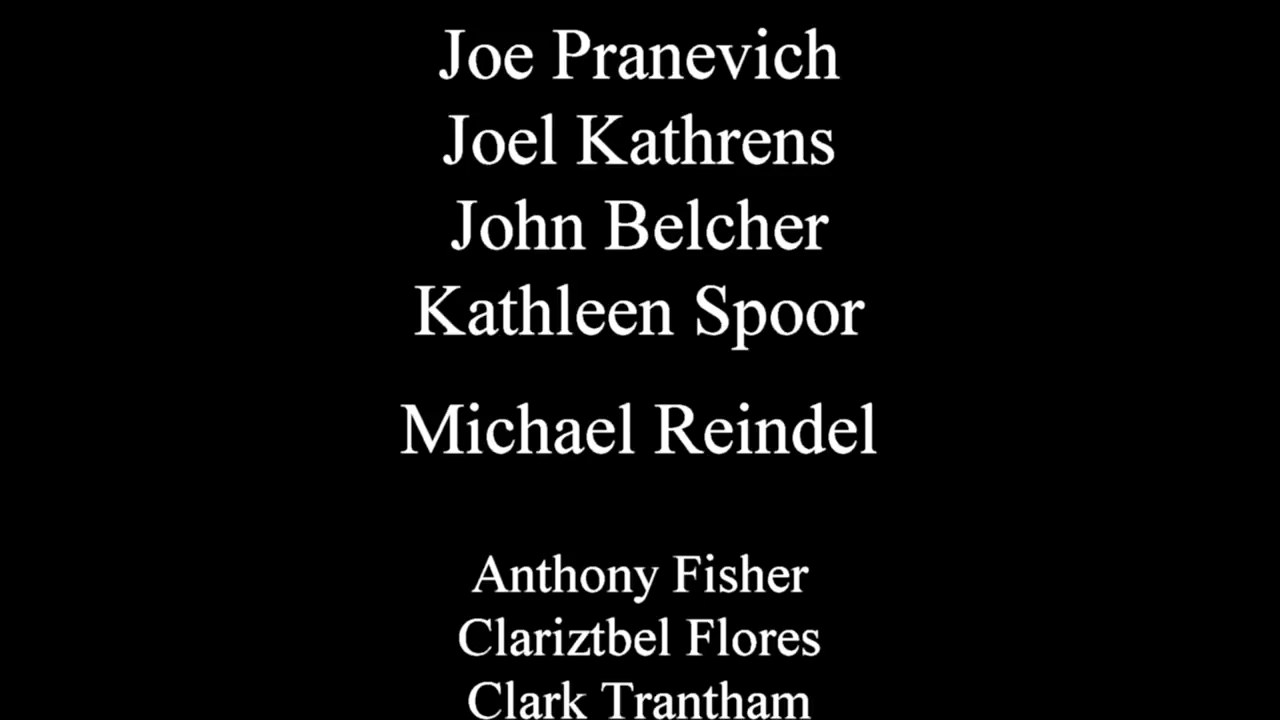 Joe Pranevich
Joel Kathrens
John Belcher
Kathleen Spoor
Michael Reindel
Anthony Fisher
Clariztbel Flores
Clark Trantham